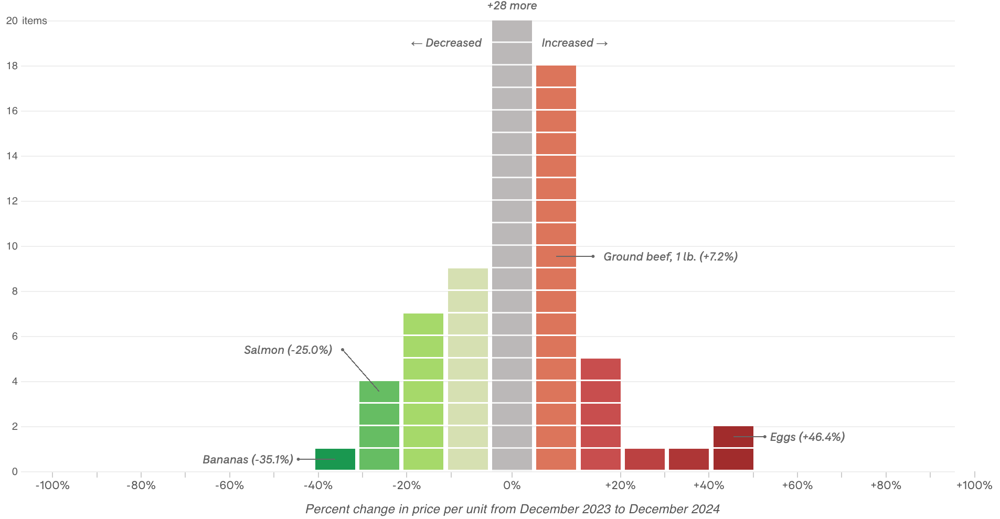 +28 more
20 items
← Decreased
Increased →
18
16
14
12
10
Ground beef, 1 lb. (+7.2%)
8
6
Salmon (-25.0%)
4
2
Eggs (+46.4%)
Bananas (-35.1%)
0
-100% -80% -60% -40% -20% 0% +20% +40% +60% +80% +100%
Percent change in price per unit from December 2023 to December 2024